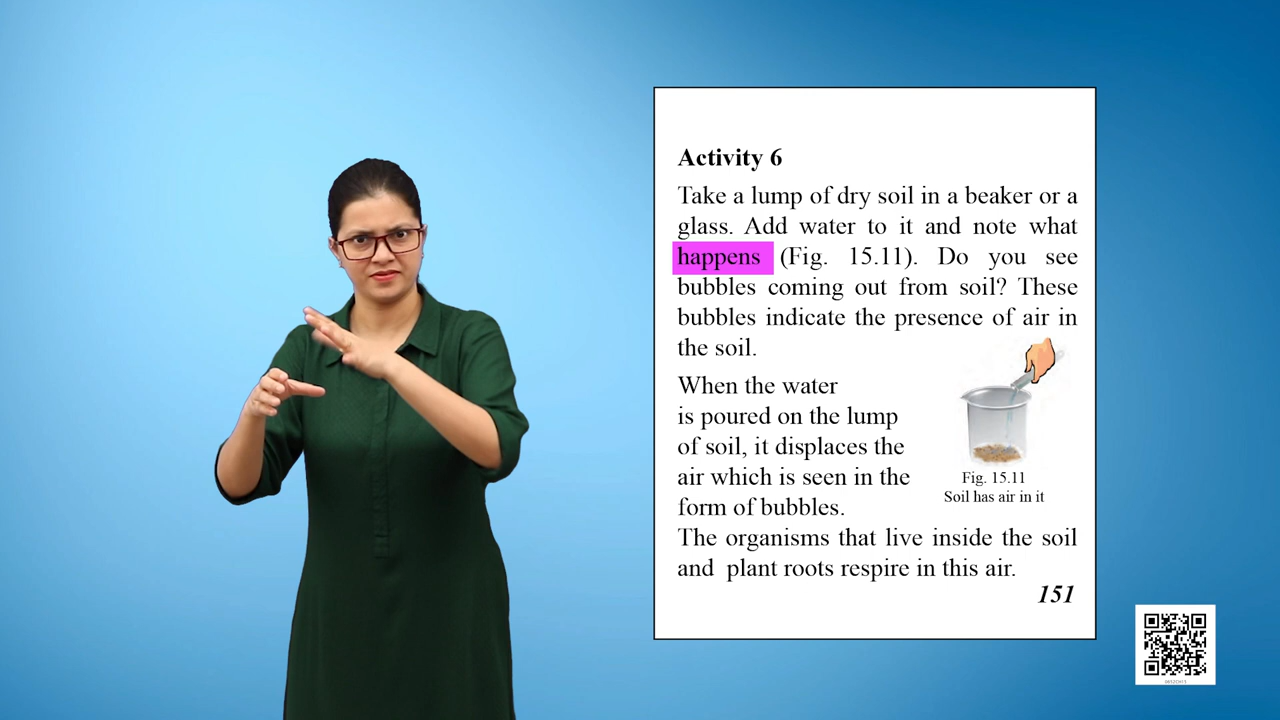 Activity 6
Take a lump of dry soil in a beaker or a
glass. Add water to it and note what
happens (Fig. 15.11). Do you see
bubbles coming out from soil? These
bubbles indicate the presence of air in
the soil.
When the water
is poured on the lump
of soil, it displaces the
air which is seen in the
form of bubbles.
Fig. 15.11
Soil has air in it
The organisms that live inside the soil
and plant roots respire in this air.
151